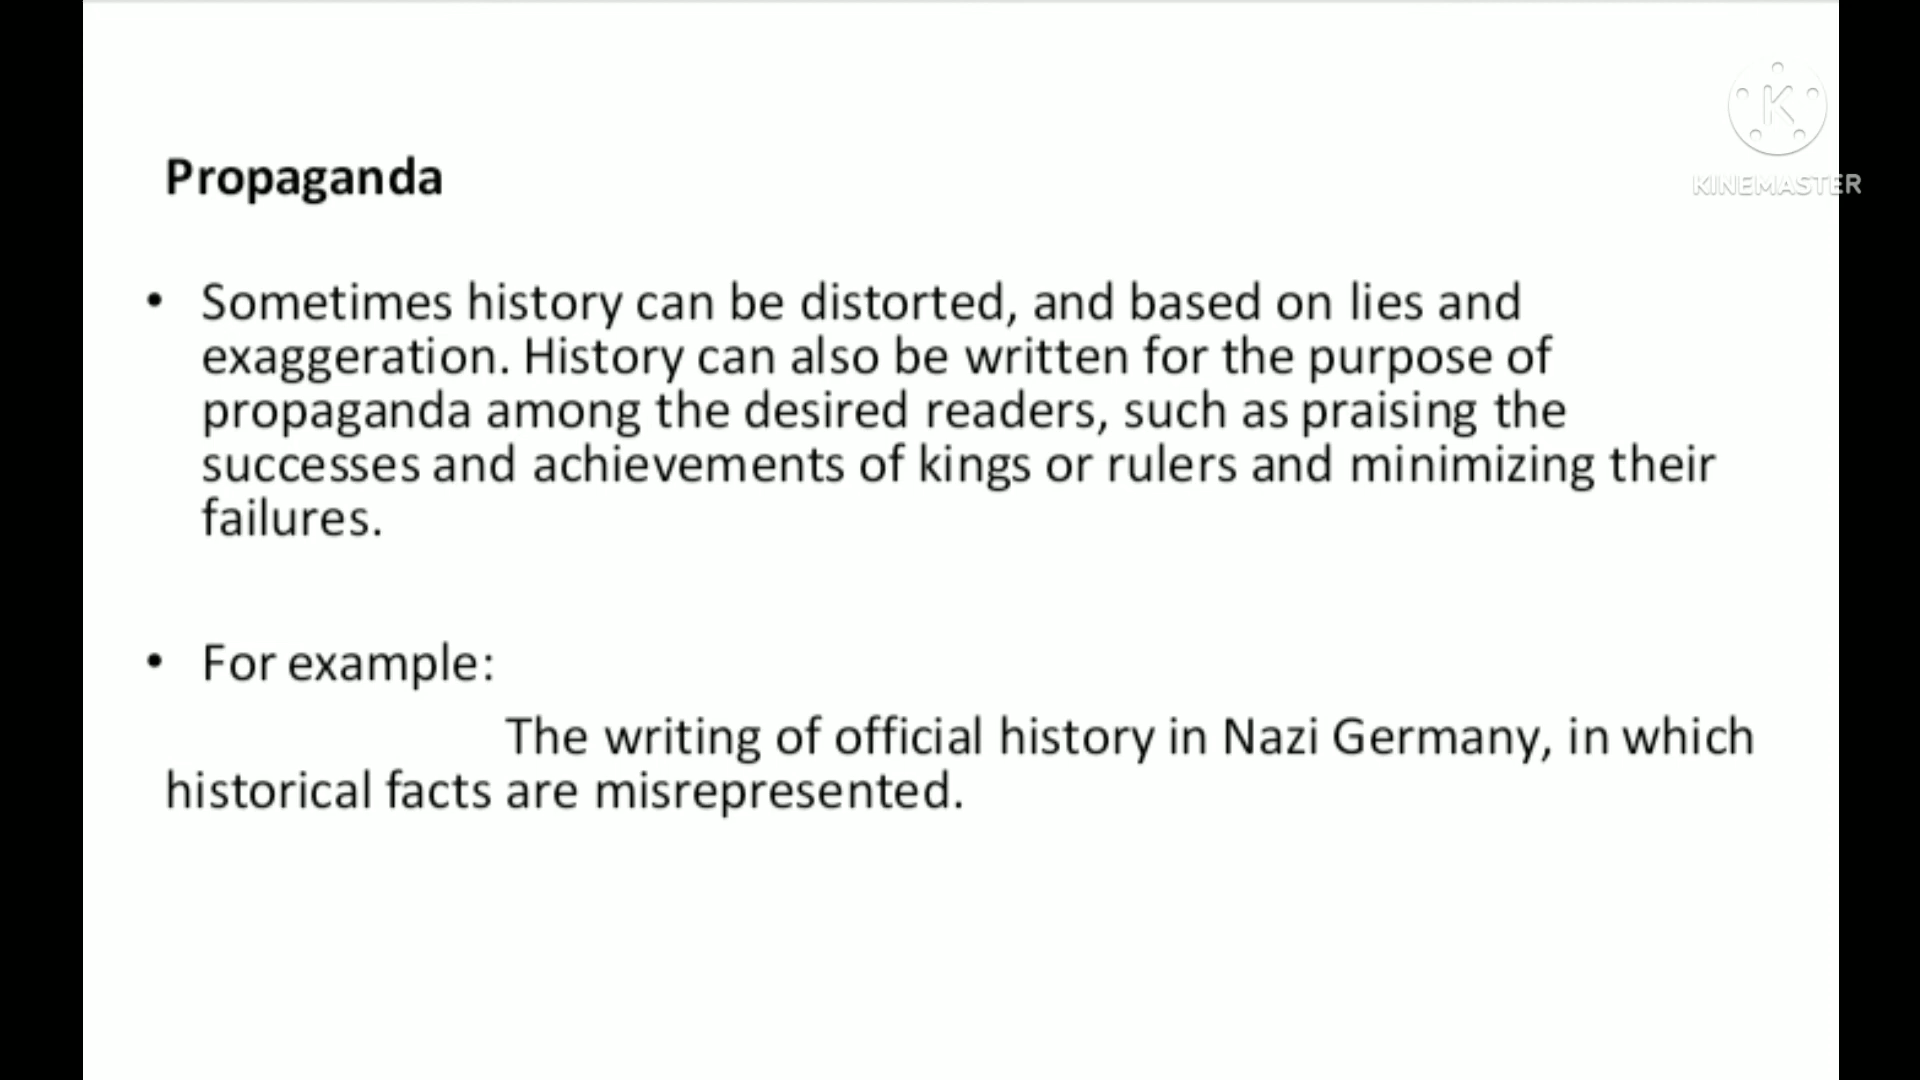 Propaganda
• Sometimes history can be distorted, and based on lies and
exaggeration. History can also be written for the purpose of
propaganda among the desired readers, such as praising the
successes and achievements of kings or rulers and minimizing their
failures.
• For example:
The writing of official history in Nazi Germany, in which
historical facts are misrepresented.
K
KINEMASTER